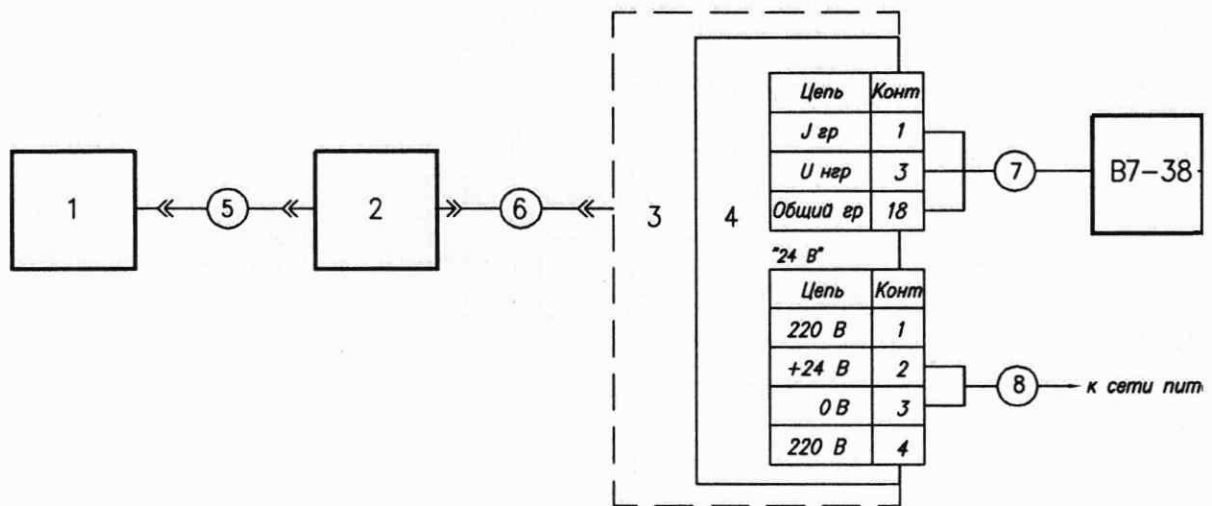 1
5
2
6
3
4
Цепь Конт
J гр 1
U нгр 3
Общий гр 18
7
В7-38
"24 В"
Цепь Конт
220 В 1
+24 В 2
0 В 3
220 В 4
8
к сети пит